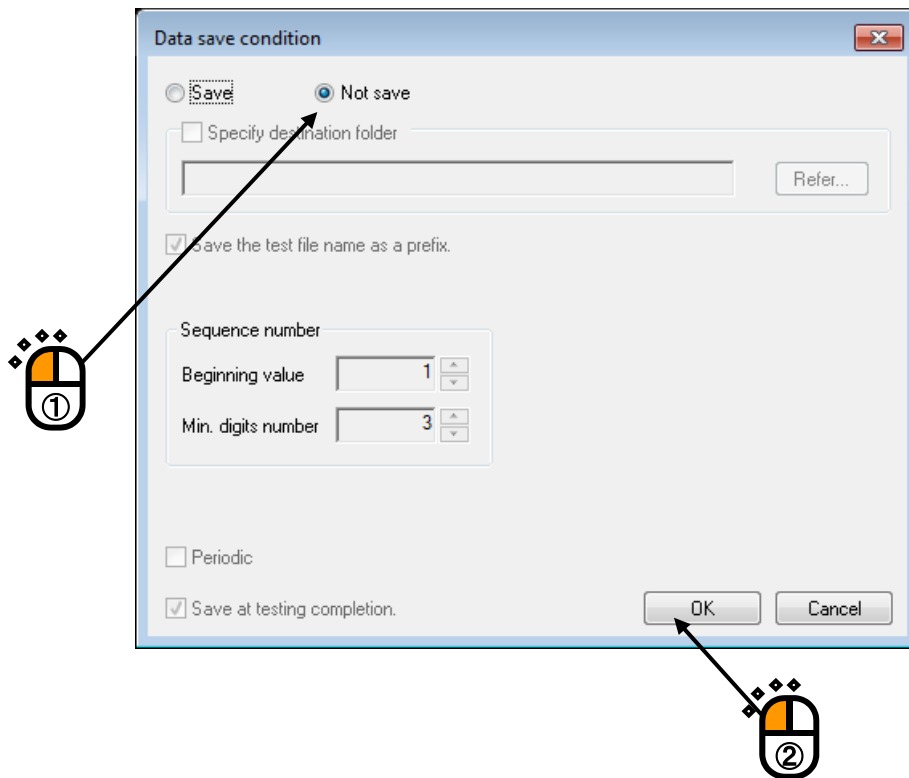 Data save condition
Save Not save
Specify destination folder
Refer...
Save the test file name as a prefix.
Sequence number
Beginning value 1
①
Min. digits number 3
Periodic
Save at testing completion. OK Cancel
②